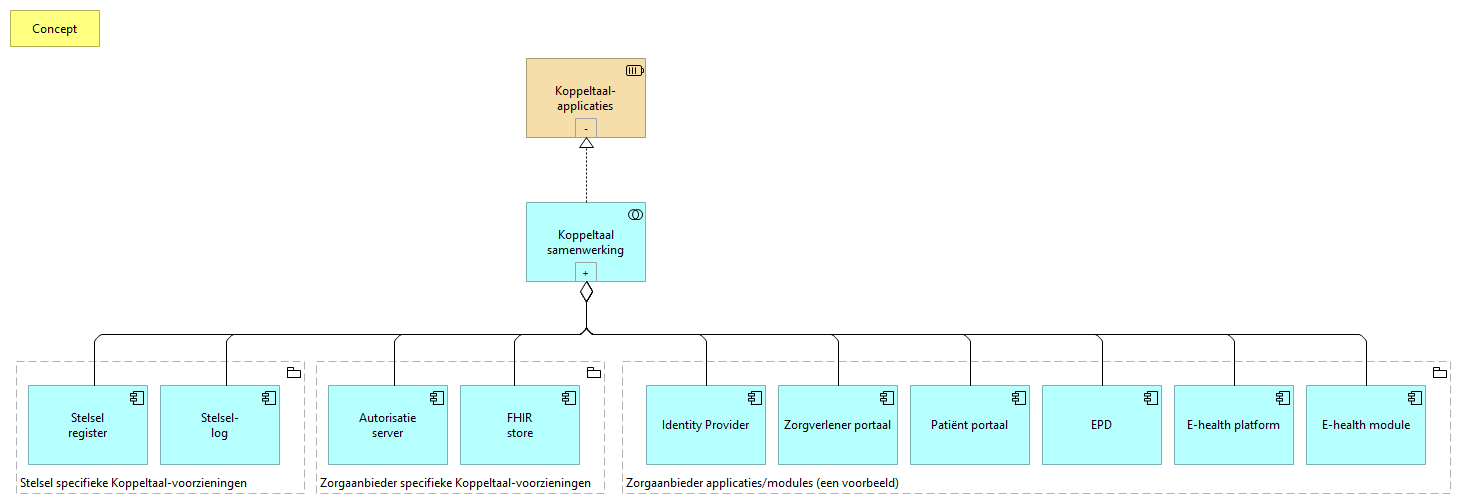 Concept
Koppeltaal-
applicaties
-
Koppeltaal
samenwerking
+
Stelsel
register
Stelsel-
log
Autorisatie
server
FHIR
store
Identity Provider
Zorgverlener portaal
Patiënt portaal
EPD
E-health platform
E-health module
Stelsel specifieke Koppeltaal-voorzieningen
Zorgaanbieder specifieke Koppeltaal-voorzieningen
Zorgaanbieder applicaties/modules (een voorbeeld)